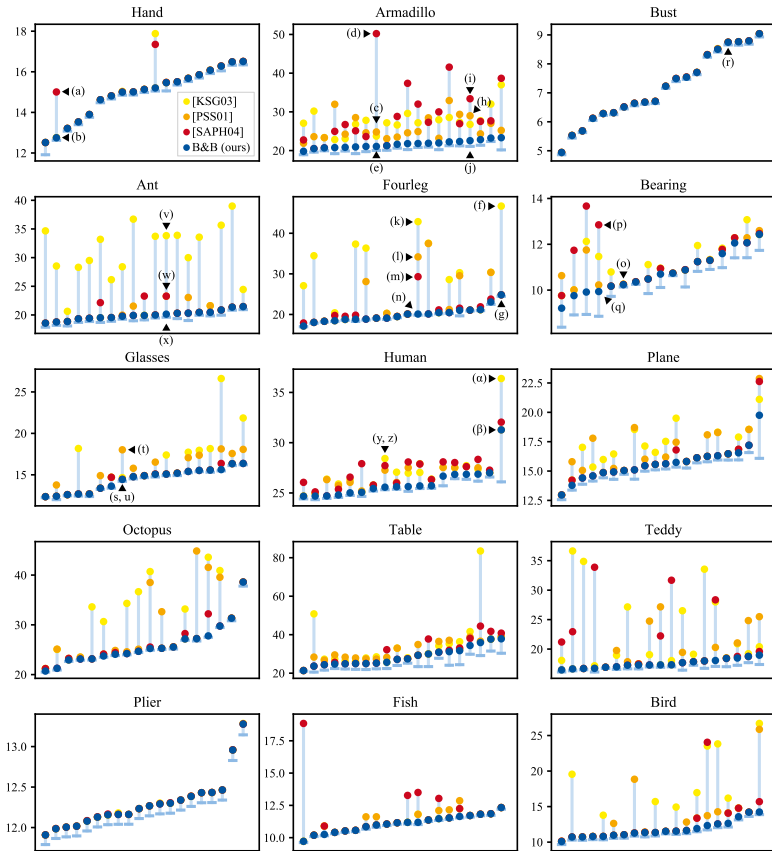 Hand
Armadillo
Bust
18
16
14
12
(a)
(b)
[KSG03]
[PSS01]
[SAPH04]
B&B (ours)
50
40
30
20
(d)
(c)
(e)
(i)
(h)
(j)
9
8
7
6
5
(r)
Ant
Fourleg
Bearing
40
35
30
25
20
(v)
(w)
(x)
40
30
20
(k)
(l)
(m)
(n)
(f)
(g)
14
12
10
(p)
(o)
(q)
Glasses
Human
Plane
25
20
15
(t)
(s, u)
35
30
25
(y, z)
(α)
(β)
22.5
20.0
17.5
15.0
Octopus
Table
Teddy
40
30
20
80
60
40
20
35
30
25
20
Plier
Fish
Bird
13.0
12.5
12.0
17.5
15.0
12.5
10.0
25
20
15
10